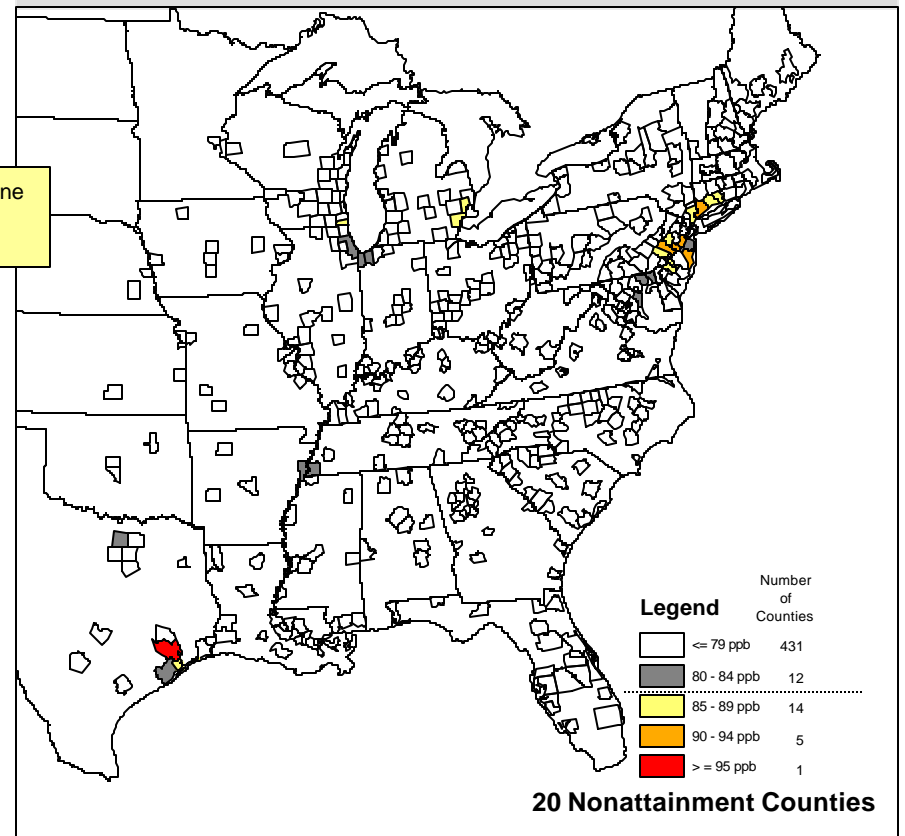 ne
Legend
Number
of
Counties
<= 79 ppb 431
80 - 84 ppb 12
85 - 89 ppb 14
90 - 94 ppb 5
> = 95 ppb 1
20 Nonattainment Counties